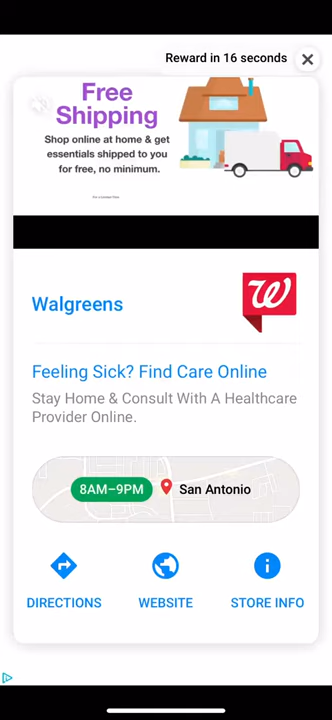 Reward in 16 seconds
Free
Shipping
Shop online at home & get
essentials shipped to you
for free, no minimum.
Walgreens
W
Feeling Sick? Find Care Online
Stay Home & Consult With A Healthcare
Provider Online.
8AM–9PM
San Antonio
DIRECTIONS
WEBSITE
STORE INFO